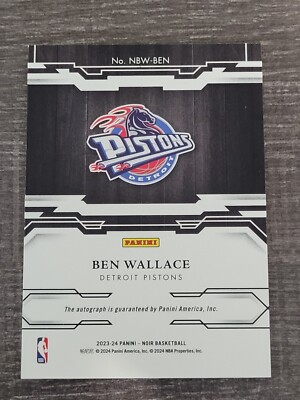 No. NBW-BEN
PISTONS
DETROIT
PANINI
BEN WALLACE
DETROIT PISTONS
The autograph is guaranteed by Panini America, Inc.
2023-24 PANINI - NOIR BASKETBALL
© 2024 Panini America, Inc. © 2024 NBA Properties, Inc.
NBA